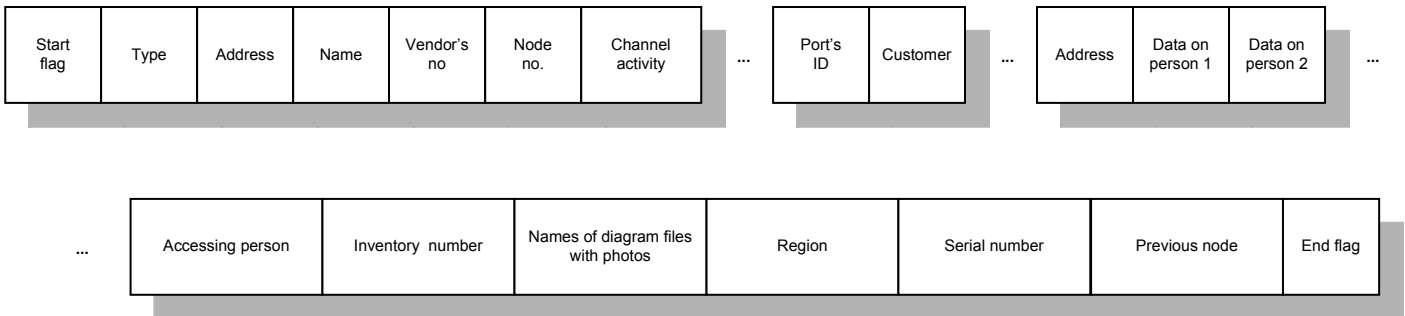 Start
flag
Type
Address
Name
Vendor's
no
Node
no.
Channel
activity
...
Port's
ID
Customer
...
Address
Data on
person 1
Data on
person 2
...
...
Accessing person
Inventory number
Names of diagram files
with photos
Region
Serial number
Previous node
End flag